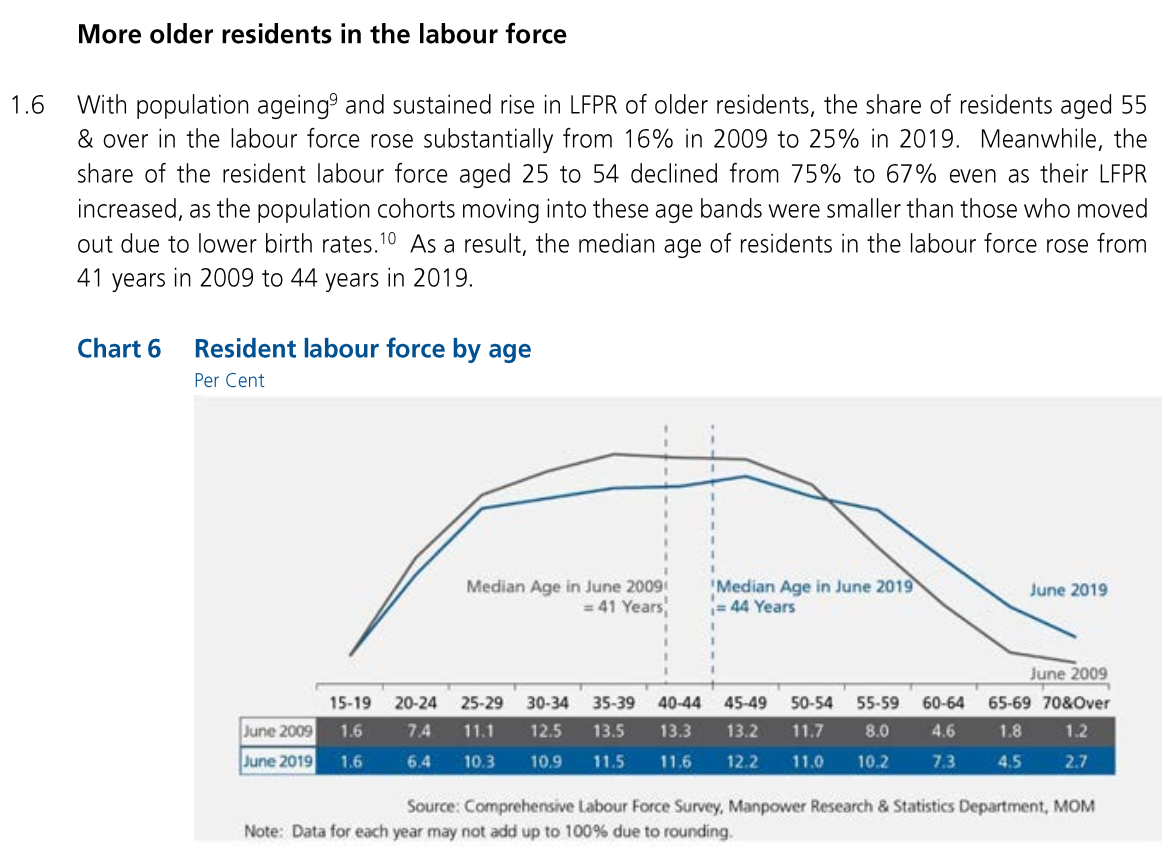 More older residents in the labour force
1.6 With population ageing⁹ and sustained rise in LFPR of older residents, the share of residents aged 55
& over in the labour force rose substantially from 16% in 2009 to 25% in 2019. Meanwhile, the
share of the resident labour force aged 25 to 54 declined from 75% to 67% even as their LFPR
increased, as the population cohorts moving into these age bands were smaller than those who moved
out due to lower birth rates.¹⁰ As a result, the median age of residents in the labour force rose from
41 years in 2009 to 44 years in 2019.
Chart 6 Resident labour force by age
Per Cent
Median Age in June 2009
= 41 Years
Median Age in June 2019
= 44 Years
June 2019
June 2009
15-19 20-24 25-29 30-34 35-39 40-44 45-49 50-54 55-59 60-64 65-69 70&Over
June 2009 1.6 7.4 11.1 12.5 13.5 13.3 13.2 11.7 8.0 4.6 1.8 1.2
June 2019 1.6 6.4 10.3 10.9 11.5 11.6 12.2 11.0 10.2 7.3 4.5 2.7
Source: Comprehensive Labour Force Survey, Manpower Research & Statistics Department, MOM
Note: Data for each year may not add up to 100% due to rounding.